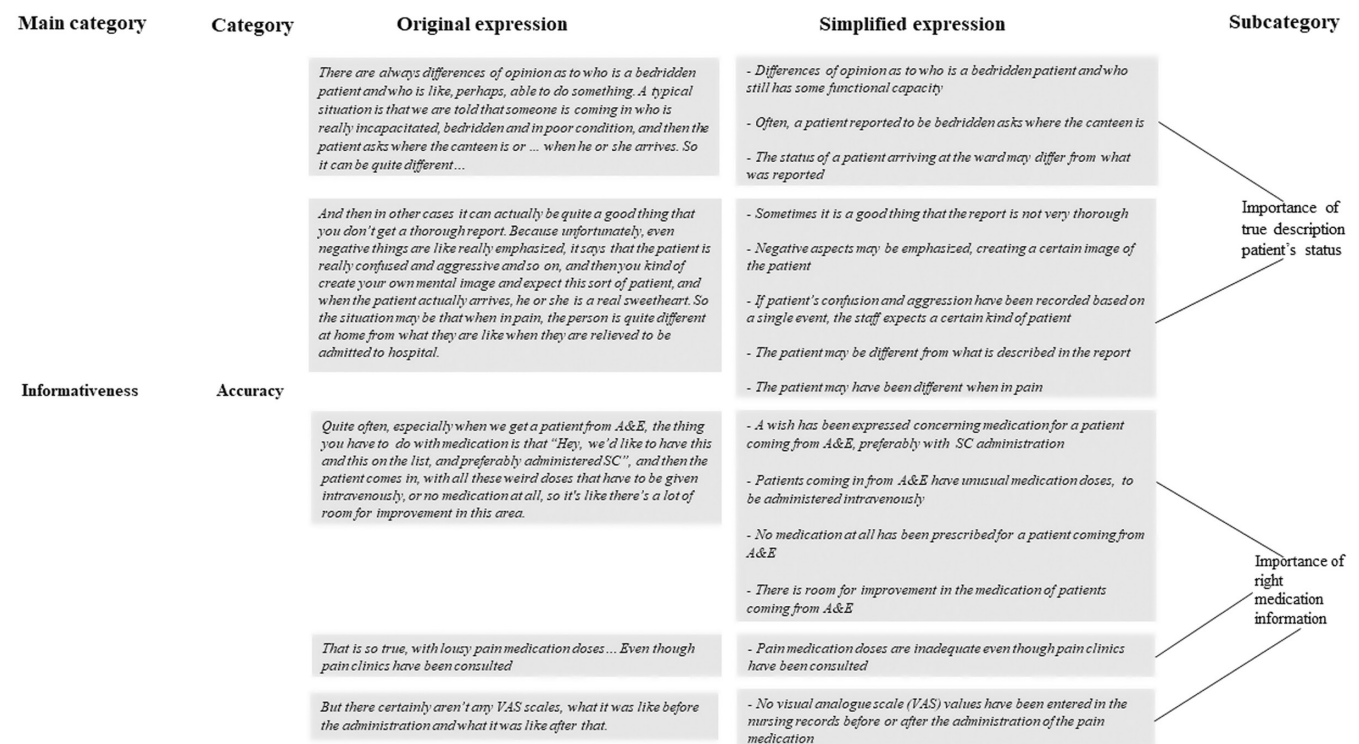 Main category
Category
Original expression
Simplified expression
Subcategory
There are always differences of opinion as to who is a bedridden
patient and who is like, perhaps, able to do something. A typical
situation is that we are told that someone is coming in who is
really incapacitated, bedridden and in poor condition, and then the
patient asks where the canteen is or … when he or she arrives. So
it can be quite different…
- Differences of opinion as to who is a bedridden patient and who
still has some functional capacity
- Often, a patient reported to be bedridden asks where the canteen is
- The status of a patient arriving at the ward may differ from what
was reported
And then in other cases it can actually be quite a good thing that
you don't get a thorough report. Because unfortunately, even
negative things are like really emphasized, it says that the patient is
really confused and aggressive and so on, and then you kind of
create your own mental image and expect this sort of patient, and
when the patient actually arrives, he or she is a real sweetheart. So
the situation may be that when in pain, the person is quite different
at home from what they are like when they are relieved to be
admitted to hospital.
- Sometimes it is a good thing that the report is not very thorough
- Negative aspects may be emphasized, creating a certain image of
the patient
- If patient's confusion and aggression have been recorded based on
a single event, the staff expects a certain kind of patient
- The patient may be different from what is described in the report
- The patient may have been different when in pain
Importance of
true description
patient's status
Informativeness
Accuracy
Quite often, especially when we get a patient from A&E, the thing
you have to do with medication is that "Hey, we'd like to have this
and this on the list, and preferably administered SC", and then the
patient comes in, with all these weird doses that have to be given
intravenously, or no medication at all, so it's like there's a lot of
room for improvement in this area.
- A wish has been expressed concerning medication for a patient
coming from A&E, preferably with SC administration
- Patients coming in from A&E have unusual medication doses, to
be administered intravenously
- No medication at all has been prescribed for a patient coming from
A&E
- There is room for improvement in the medication of patients
coming from A&E
Importance of
right
medication
information
That is so true, with lousy pain medication doses… Even though
pain clinics have been consulted
- Pain medication doses are inadequate even though pain clinics
have been consulted
But there certainly aren't any VAS scales, what it was like before
the administration and what it was like after that.
- No visual analogue scale (VAS) values have been entered in the
nursing records before or after the administration of the pain
medication